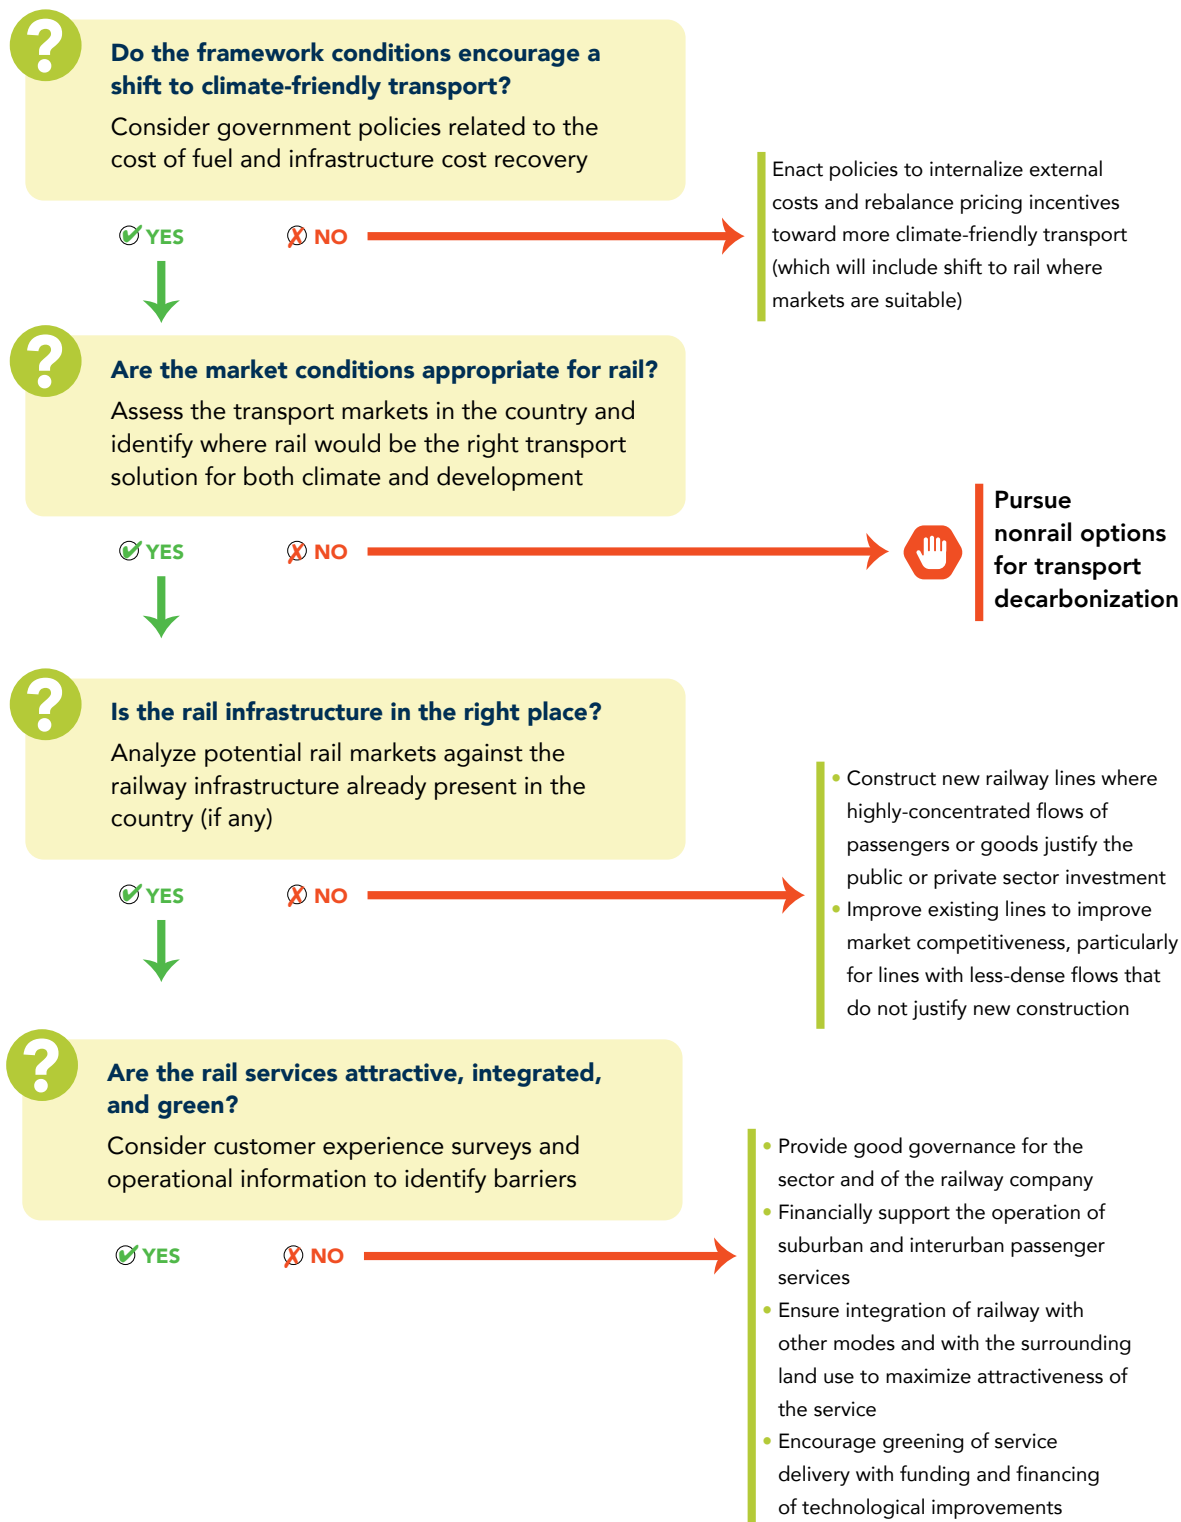 ?
Do the framework conditions encourage a
shift to climate-friendly transport?
Consider government policies related to the
cost of fuel and infrastructure cost recovery
YES
NO
Enact policies to internalize external
costs and rebalance pricing incentives
toward more climate-friendly transport
(which will include shift to rail where
markets are suitable)
?
Are the market conditions appropriate for rail?
Assess the transport markets in the country and
identify where rail would be the right transport
solution for both climate and development
YES
NO
Pursue
nonrail options
for transport
decarbonization
?
Is the rail infrastructure in the right place?
Analyze potential rail markets against the
railway infrastructure already present in the
country (if any)
YES
NO
• Construct new railway lines where
highly-concentrated flows of
passengers or goods justify the
public or private sector investment
• Improve existing lines to improve
market competitiveness, particularly
for lines with less-dense flows that
do not justify new construction
?
Are the rail services attractive, integrated,
and green?
Consider customer experience surveys and
operational information to identify barriers
YES
NO
• Provide good governance for the
sector and of the railway company
• Financially support the operation of
suburban and interurban passenger
services
• Ensure integration of railway with
other modes and with the surrounding
land use to maximize attractiveness of
the service
• Encourage greening of service
delivery with funding and financing
of technological improvements